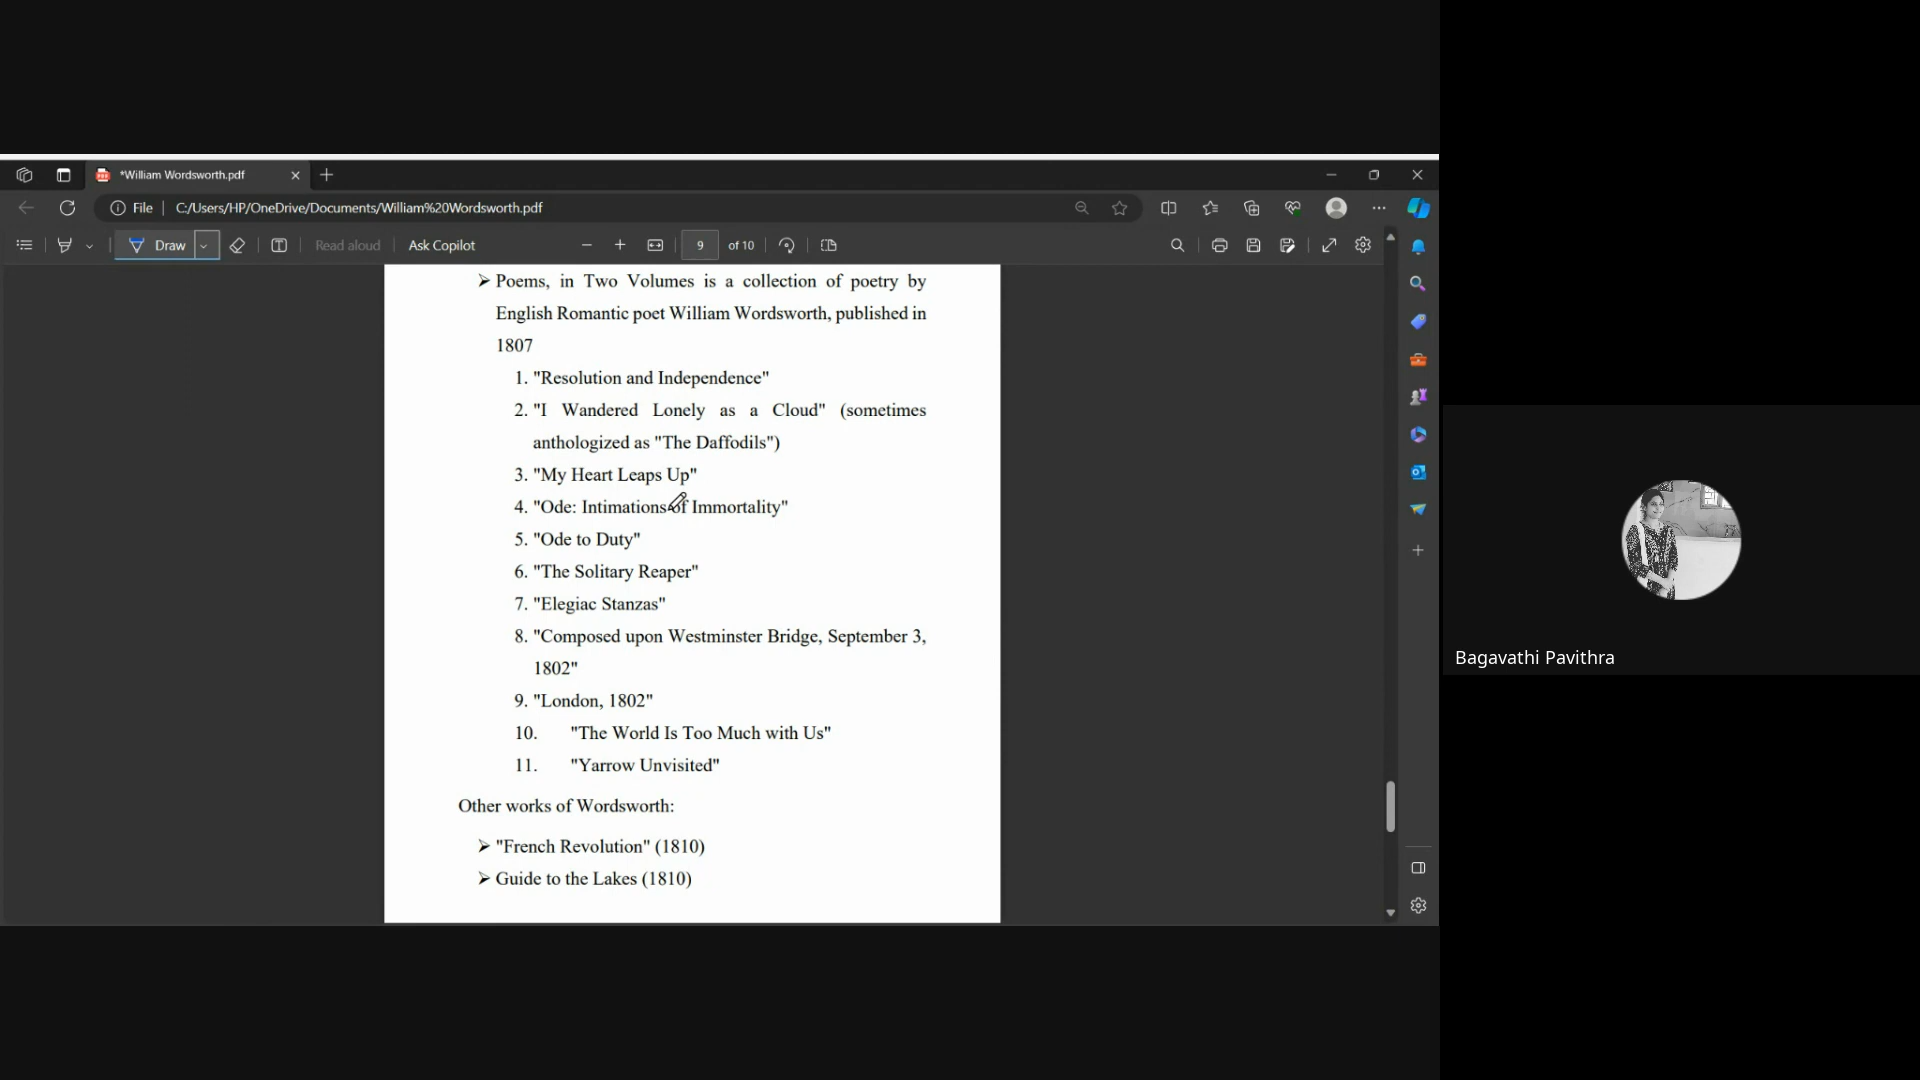 *William Wordsworth.pdf
File
C:/Users/HP/OneDrive/Documents/William%20Wordsworth.pdf
Draw
Read aloud
Ask Copilot
9 of 10
➢ Poems, in Two Volumes is a collection of poetry by
English Romantic poet William Wordsworth, published in
1807
1. "Resolution and Independence"
2. "I Wandered Lonely as a Cloud" (sometimes
anthologized as "The Daffodils")
3. "My Heart Leaps Up"
4. "Ode: Intimations of Immortality"
5. "Ode to Duty"
6. "The Solitary Reaper"
7. "Elegiac Stanzas"
8. "Composed upon Westminster Bridge, September 3,
1802"
9. "London, 1802"
10. "The World Is Too Much with Us"
11. "Yarrow Unvisited"
Other works of Wordsworth:
➢ "French Revolution" (1810)
➢ Guide to the Lakes (1810)
Bagavathi Pavithra